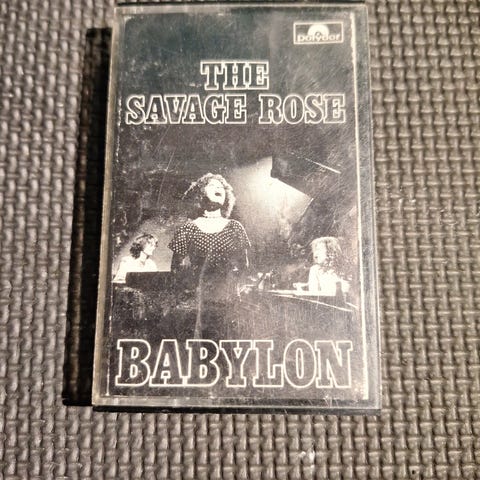 Polydor
THE
SAVAGE ROSE
BABYLON